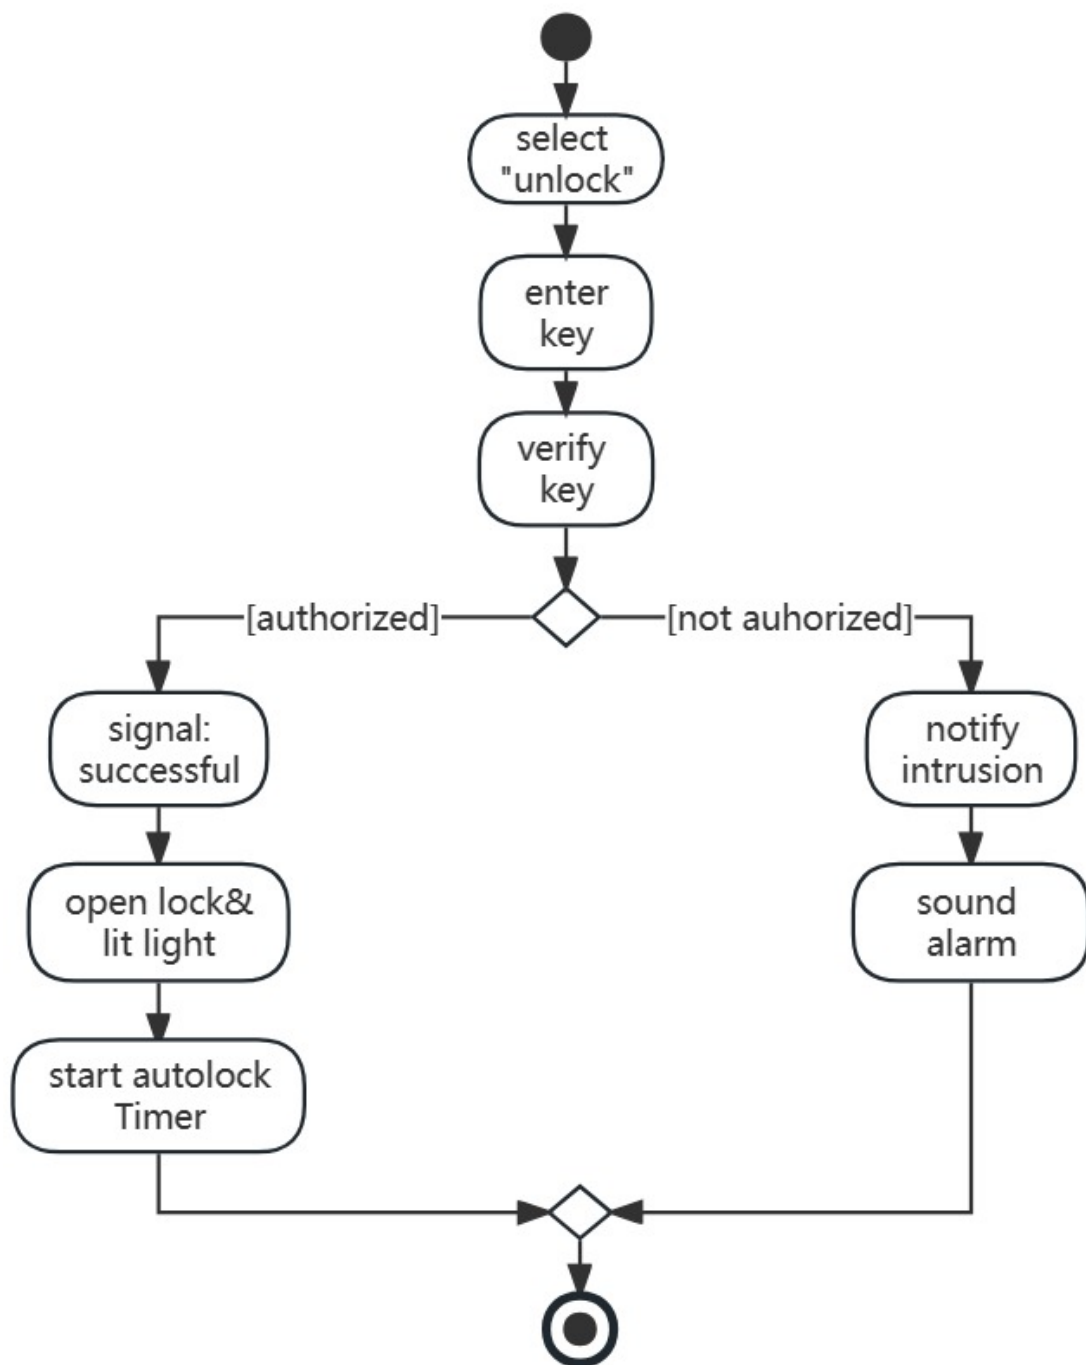 select
"unlock"
enter
key
verify
key
[authorized]
[not auhorized]
signal:
successful
notify
intrusion
open lock&
lit light
sound
alarm
start autolock
Timer